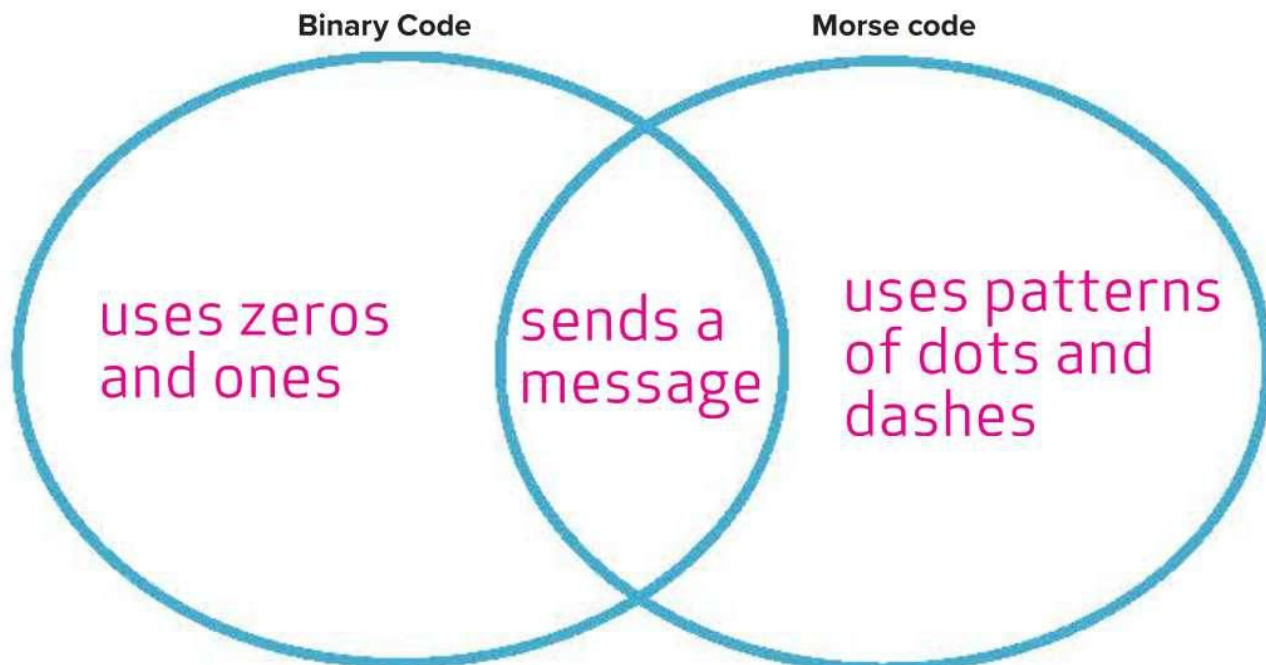 Binary Code
Morse code
uses zeros
and ones
sends a
message
uses patterns
of dots and
dashes